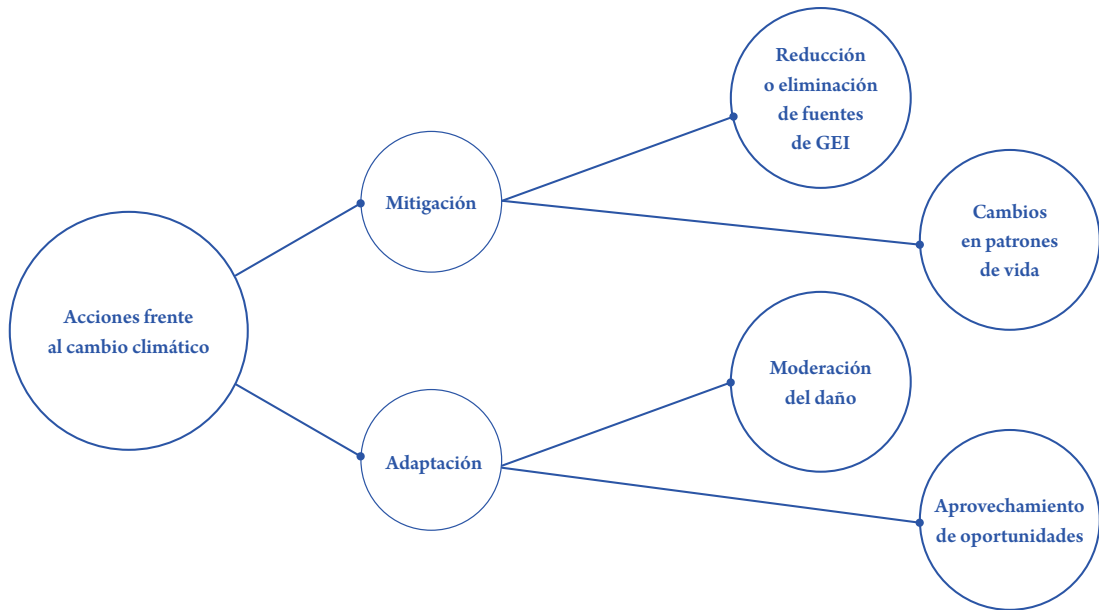 Acciones frente
al cambio climático
Mitigación
Reducción
o eliminación
de fuentes
de GEI
Cambios
en patrones
de vida
Adaptación
Moderación
del daño
Aprovechamiento
de oportunidades